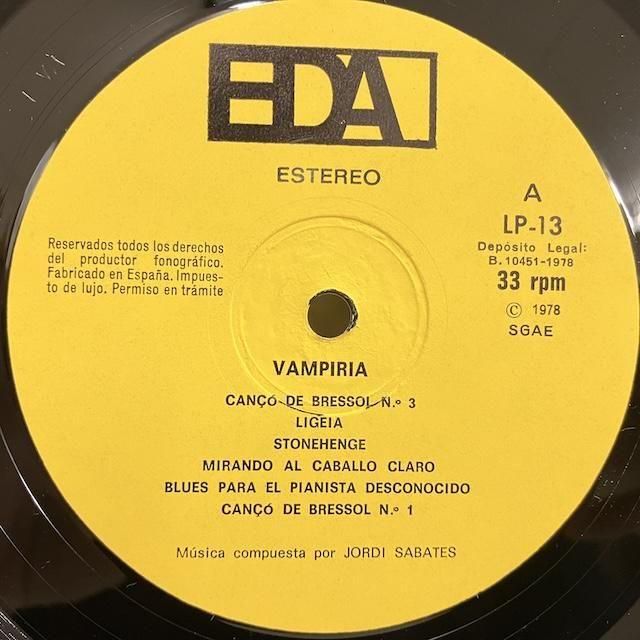 EDA
ESTEREO
A
LP-13
Depósito Legal:
B. 10451-1978
33 rpm
© 1978
SGAE
Reservados todos los derechos
del productor fonográfico.
Fabricado en España. Impues-
to de lujo. Permiso en trámite
VAMPIRIA
CANÇÓ DE BRESSOL N.º 3
LIGEIA
STONEHENGE
MIRANDO AL CABALLO CLARO
BLUES PARA EL PIANISTA DESCONOCIDO
CANÇÓ DE BRESSOL N.º 1
Música compuesta por JORDI SABATES